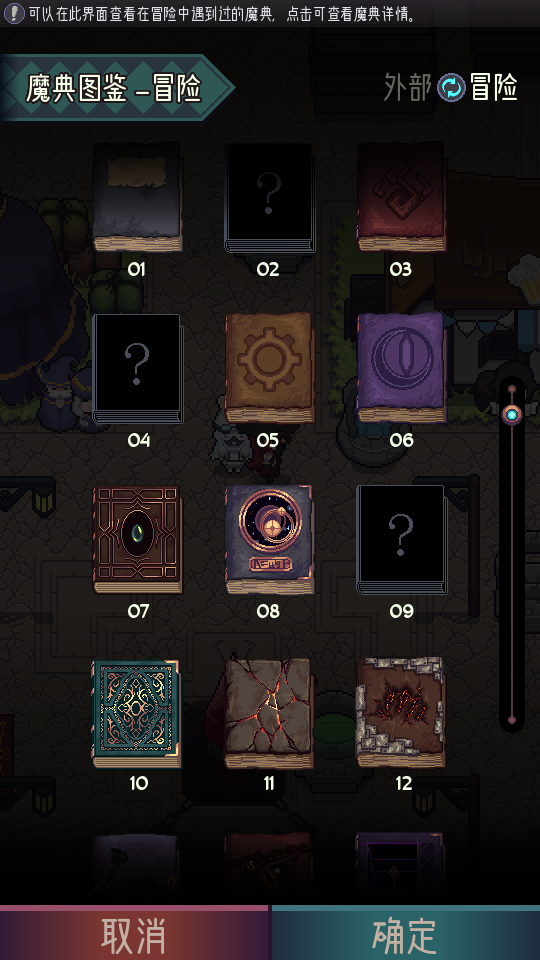 可以在此界面查看在冒险中遇到过的魔典，点击可查看魔典详情。
魔典图鉴 –冒险
外部 冒险
?
01 02 03
?
04 05 06
?
07 08 09
10 11 12
取消 确定